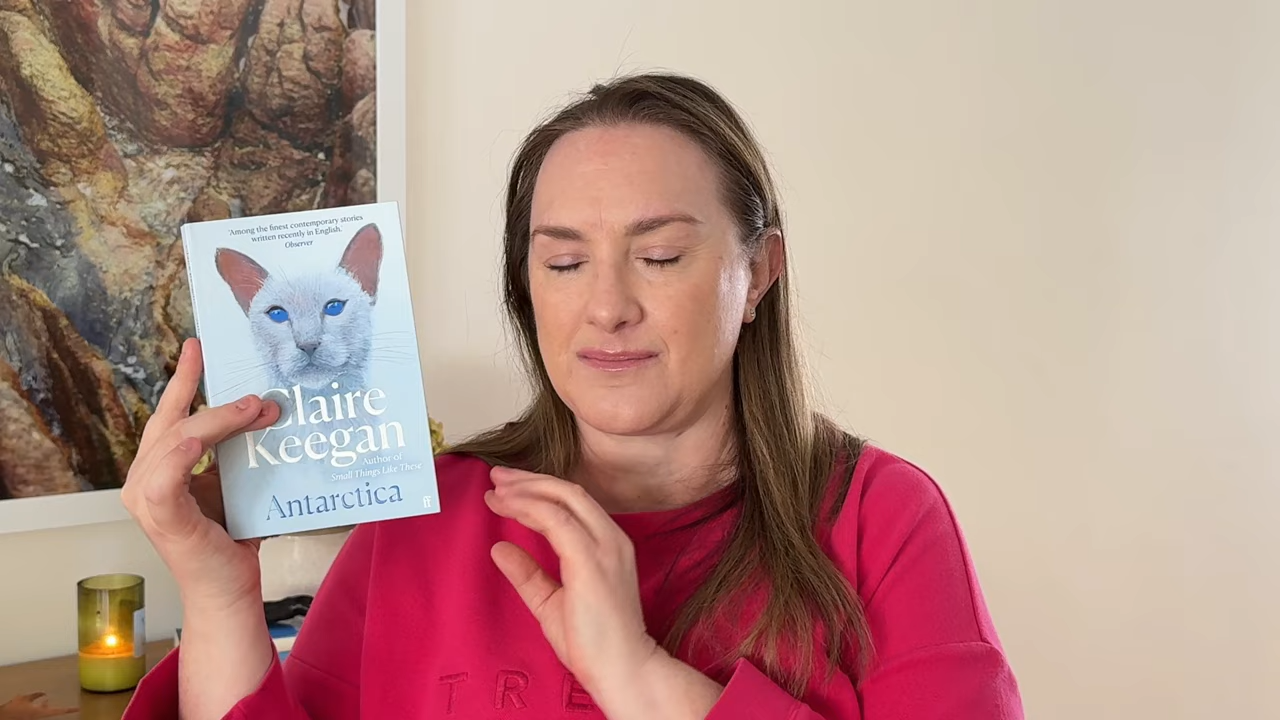 'Among the finest contemporary stories
written recently in English.'
Observer
Claire
Keegan
Author of
Small Things Like These
Antarctica
ff
TRE